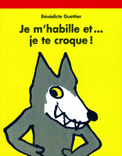 Bénédicte Guettier
Je m'habille et...
je te croque !